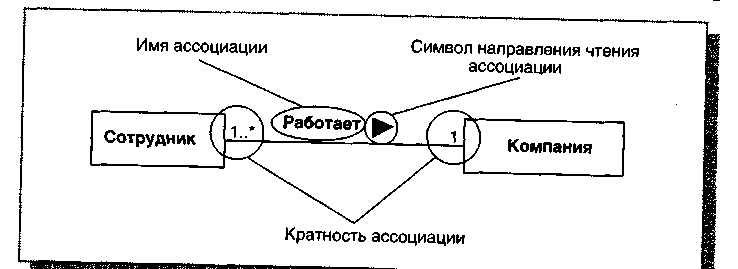 Имя ассоциации
Символ направления чтения
ассоциации
Сотрудник
1..*
Работает
1
Компания
Кратность ассоциации